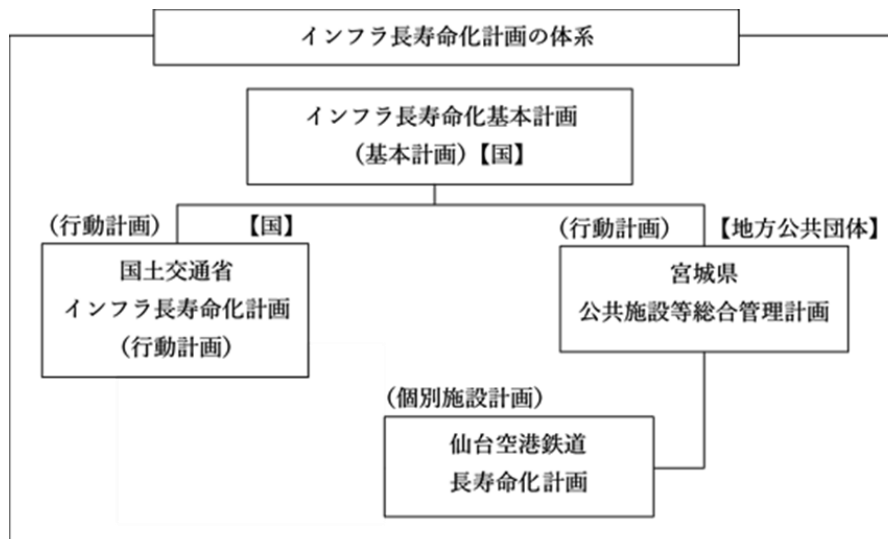 インフラ長寿命化計画の体系
インフラ長寿命化基本計画
(基本計画)【国】
(行動計画) 【国】
国土交通省
インフラ長寿命化計画
(行動計画)
(行動計画) 【地方公共団体】
宮城県
公共施設等総合管理計画
(個別施設計画)
仙台空港鉄道
長寿命化計画